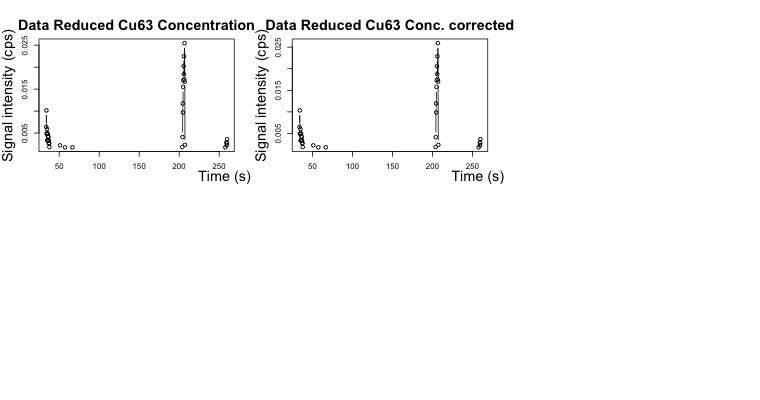 Data Reduced Cu63 Concentration
Signal intensity (cps)
0.005 0.015 0.025
50 100 150 200 250
Time (s)
Data Reduced Cu63 Conc. corrected
Signal intensity (cps)
0.005 0.015 0.025
50 100 150 200 250
Time (s)